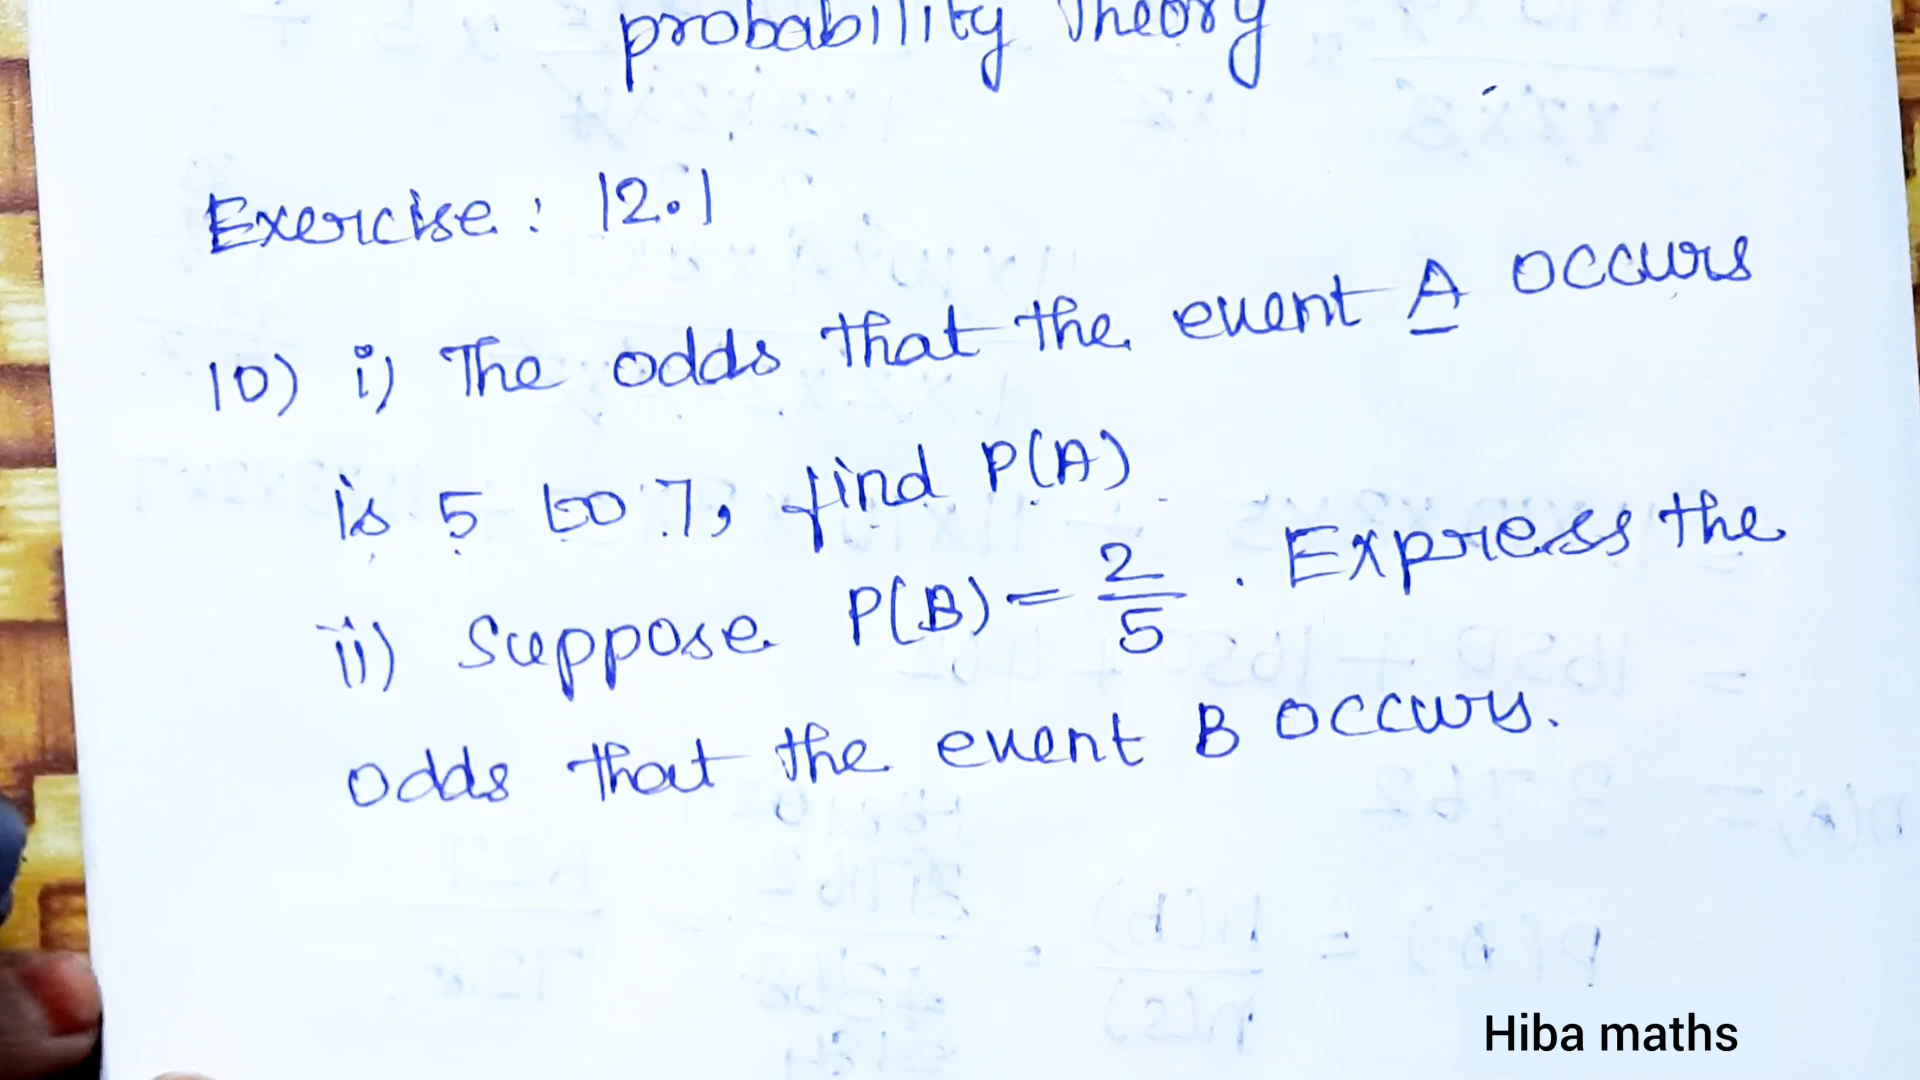 probability Theory
Exercise : 12.1
10) i) The odds that the event A occurs
is 5 to 7, find P(A)
ii) Suppose P(B) = 2/5 . Express the
odds that the event B occurs.
Hiba maths